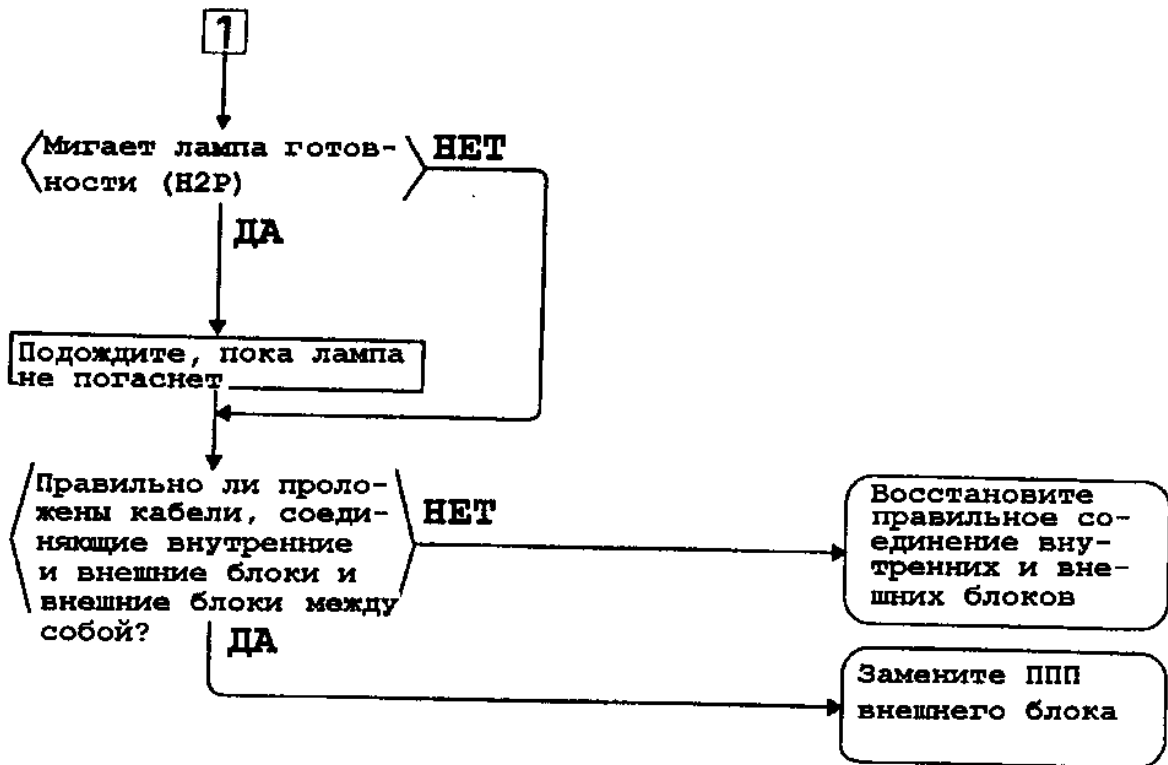 1
Мигает лампа готов-
ности (H2P)
НЕТ
ДА
Подождите, пока лампа
не погаснет
Правильно ли проло-
жены кабели, соеди-
няющие внутренние
и внешние блоки и
внешние блоки между
собой?
НЕТ
Восстановите
правильное со-
единение вну-
тренних и вне-
шних блоков
ДА
Замените ППП
внешнего блока